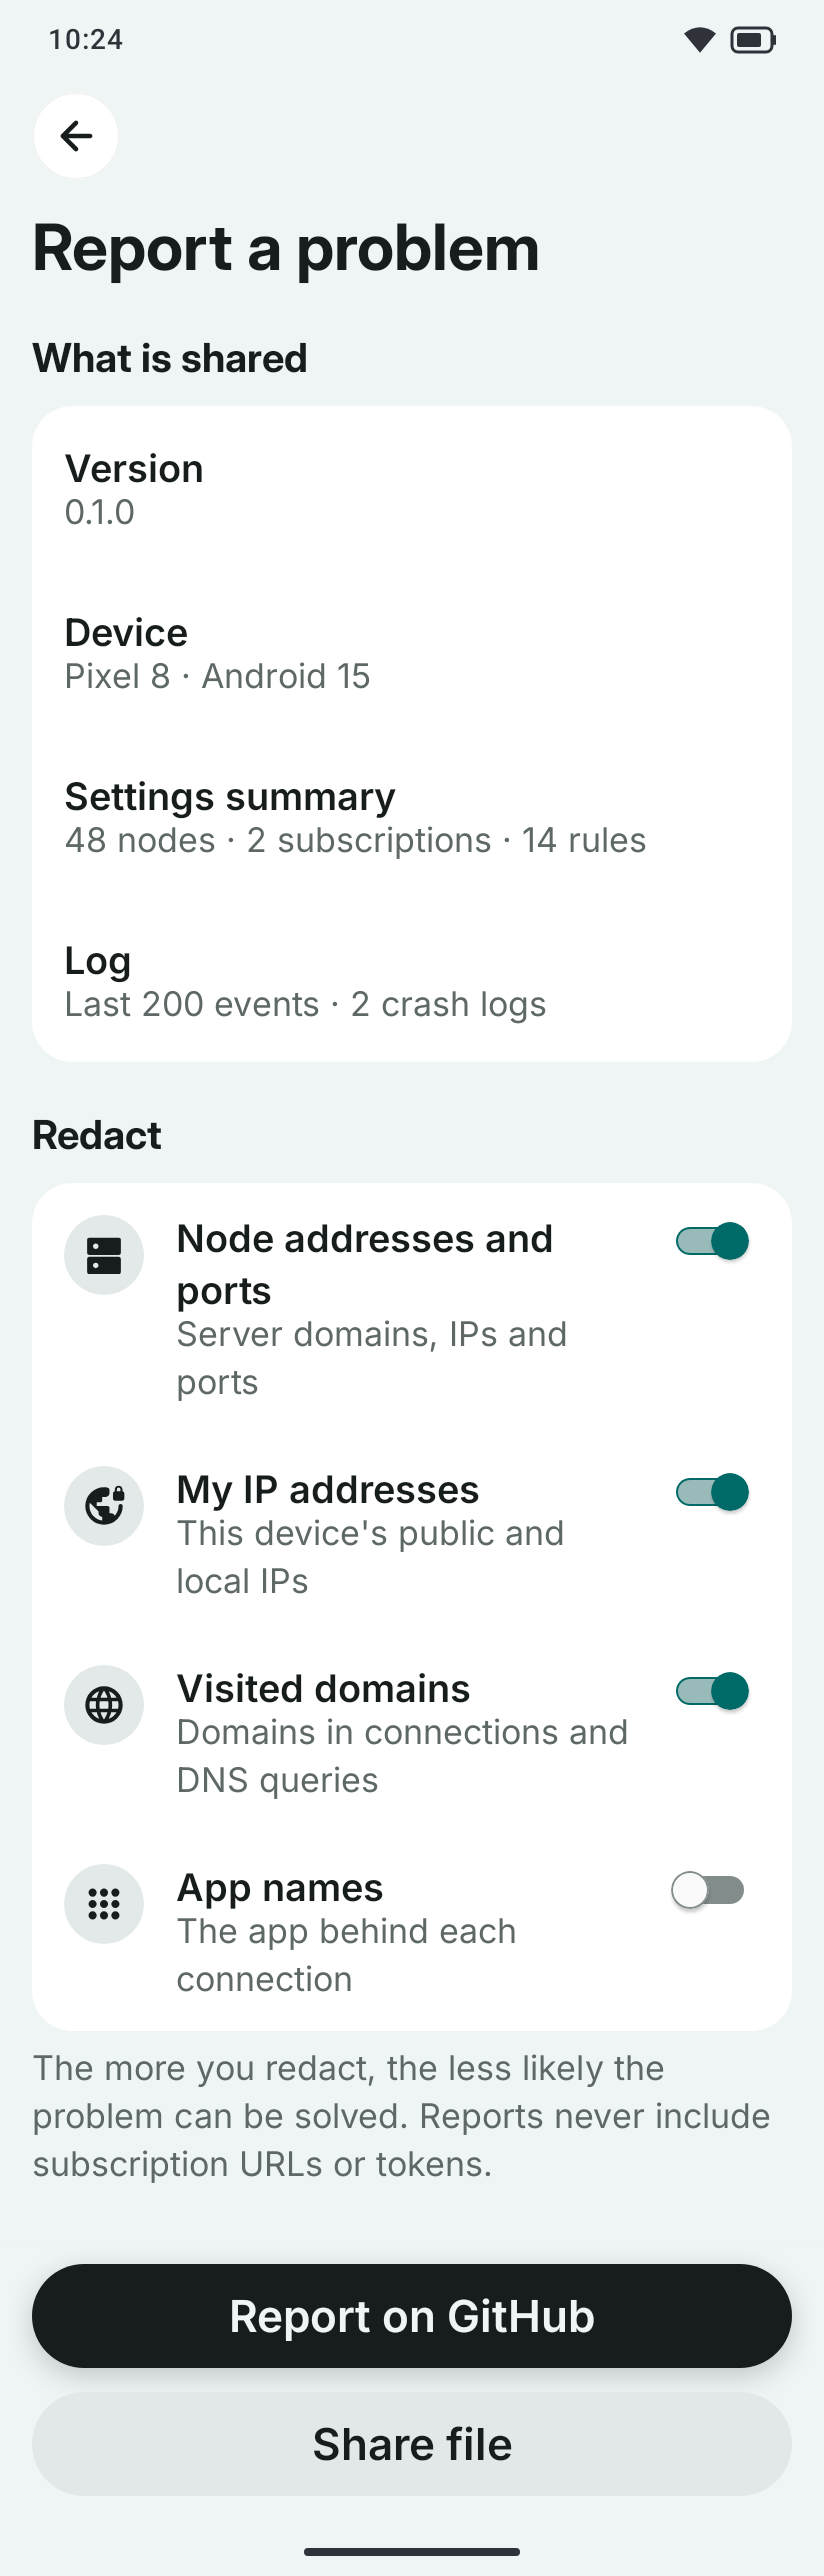 10:24
Report a problem
What is shared
Version
0.1.0
Device
Pixel 8 · Android 15
Settings summary
48 nodes · 2 subscriptions · 14 rules
Log
Last 200 events · 2 crash logs
Redact
Node addresses and
ports
Server domains, IPs and
ports
My IP addresses
This device's public and
local IPs
Visited domains
Domains in connections and
DNS queries
App names
The app behind each
connection
The more you redact, the less likely the
problem can be solved. Reports never include
subscription URLs or tokens.
Report on GitHub
Share file